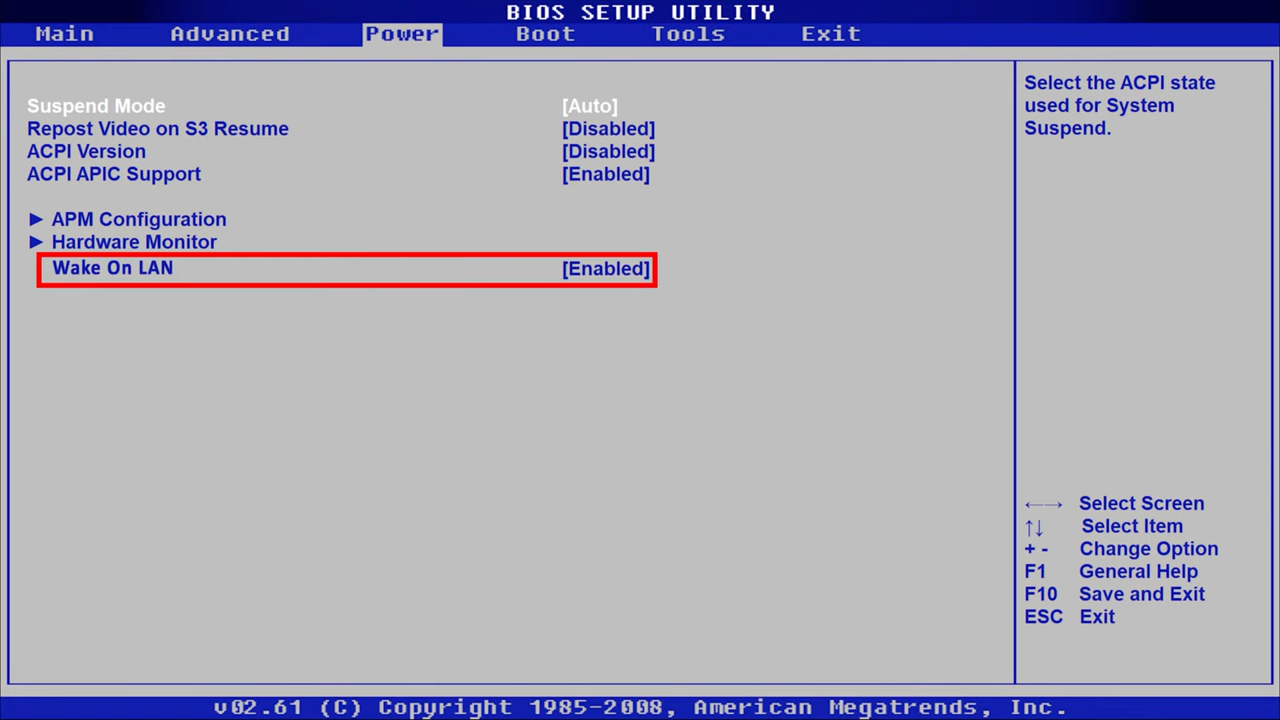 BIOS SETUP UTILITY
Main Advanced Power Boot Tools Exit
Suspend Mode [Auto]
Repost Video on S3 Resume [Disabled]
ACPI Version [Disabled]
ACPI APIC Support [Enabled]
► APM Configuration
► Hardware Monitor
Wake On LAN [Enabled]
Select the ACPI state
used for System
Suspend.
←→ Select Screen
↑↓ Select Item
+ - Change Option
F1 General Help
F10 Save and Exit
ESC Exit
v02.61 (C) Copyright 1985-2008, American Megatrends, Inc.